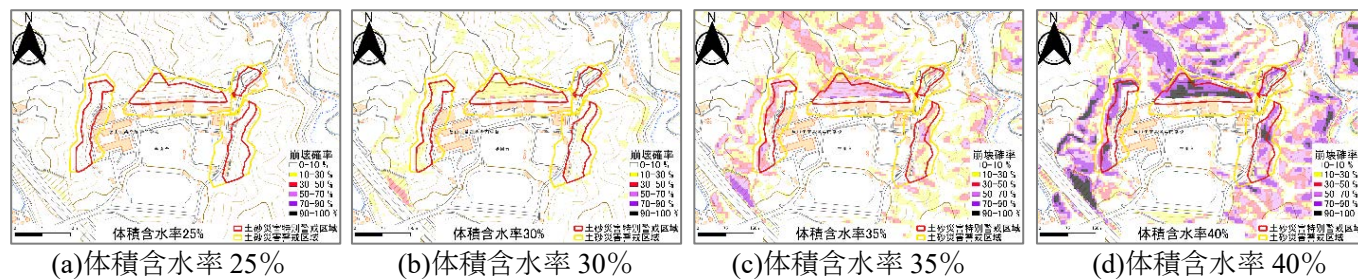 N
崩壊確率
0-10 %
10-30 %
30-50 %
50-70 %
70-90 %
90-100 %
体積含水率25%
土砂災害特別警戒区域
土砂災害警戒区域
(a)体積含水率 25%
N
崩壊確率
0-10 %
10-30 %
30-50 %
50-70 %
70-90 %
90-100 %
体積含水率30%
土砂災害特別警戒区域
土砂災害警戒区域
(b)体積含水率 30%
N
崩壊確率
0-10 %
10-30 %
30-50 %
50-70 %
70-90 %
90-100 %
体積含水率35%
土砂災害特別警戒区域
土砂災害警戒区域
(c)体積含水率 35%
N
崩壊確率
0-10 %
10-30 %
30-50 %
50-70 %
70-90 %
90-100
体積含水率40%
土砂災害特別警戒区域
土砂災害警戒区域
(d)体積含水率 40%